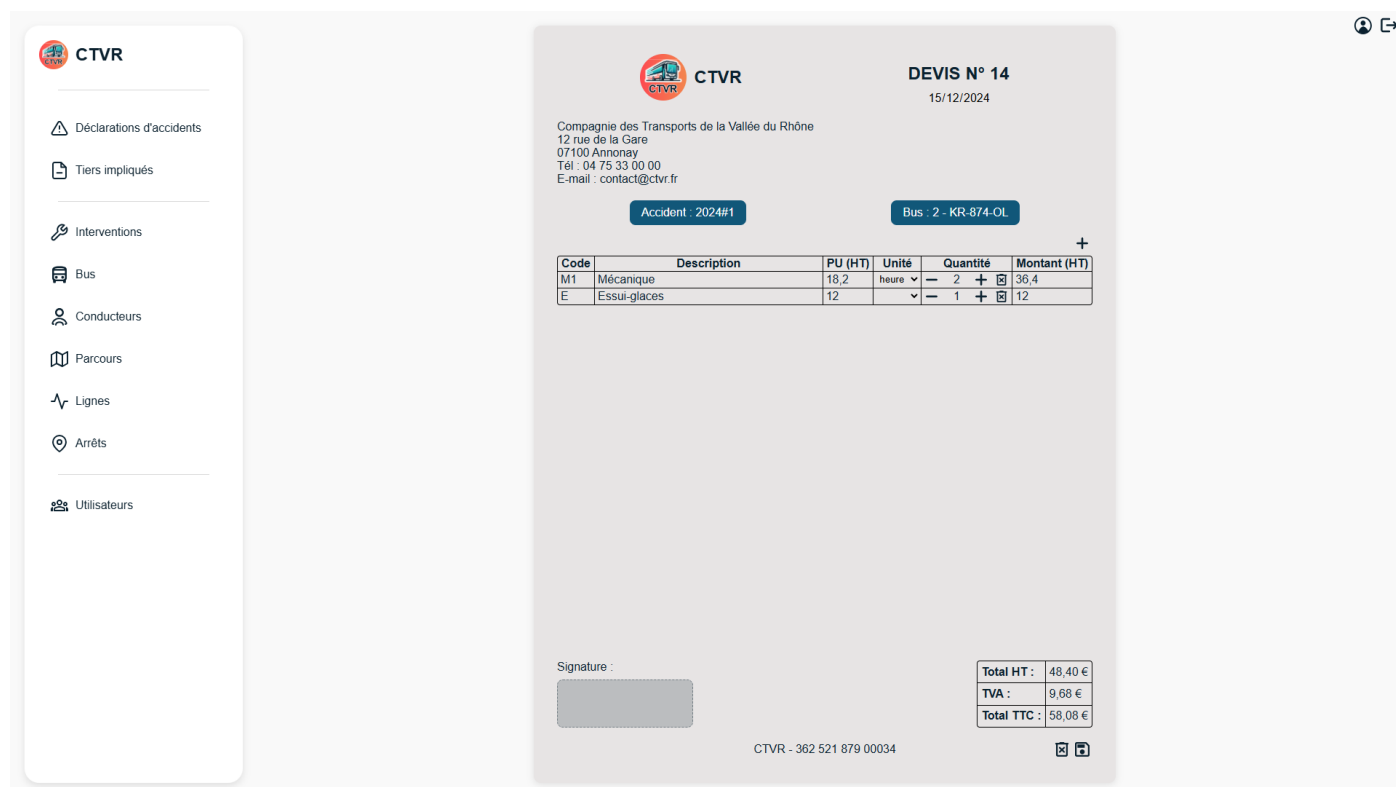 CTVR
Déclarations d'accidents
Tiers impliqués
Interventions
Bus
Conducteurs
Parcours
Lignes
Arrêts
Utilisateurs
CTVR
CTVR
DEVIS N° 14
15/12/2024
Compagnie des Transports de la Vallée du Rhône
12 rue de la Gare
07100 Annonay
Tél : 04 75 33 00 00
E-mail : contact@ctvr.fr
Accident : 2024#1 Bus : 2 - KR-874-OL
Code Description PU (HT) Unité Quantité Montant (HT)
M1 Mécanique 18,2 heure 2 36,4
E Essui-glaces 12 1 12
Signature :
Total HT : 48,40 €
TVA : 9,68 €
Total TTC : 58,08 €
CTVR - 362 521 879 00034